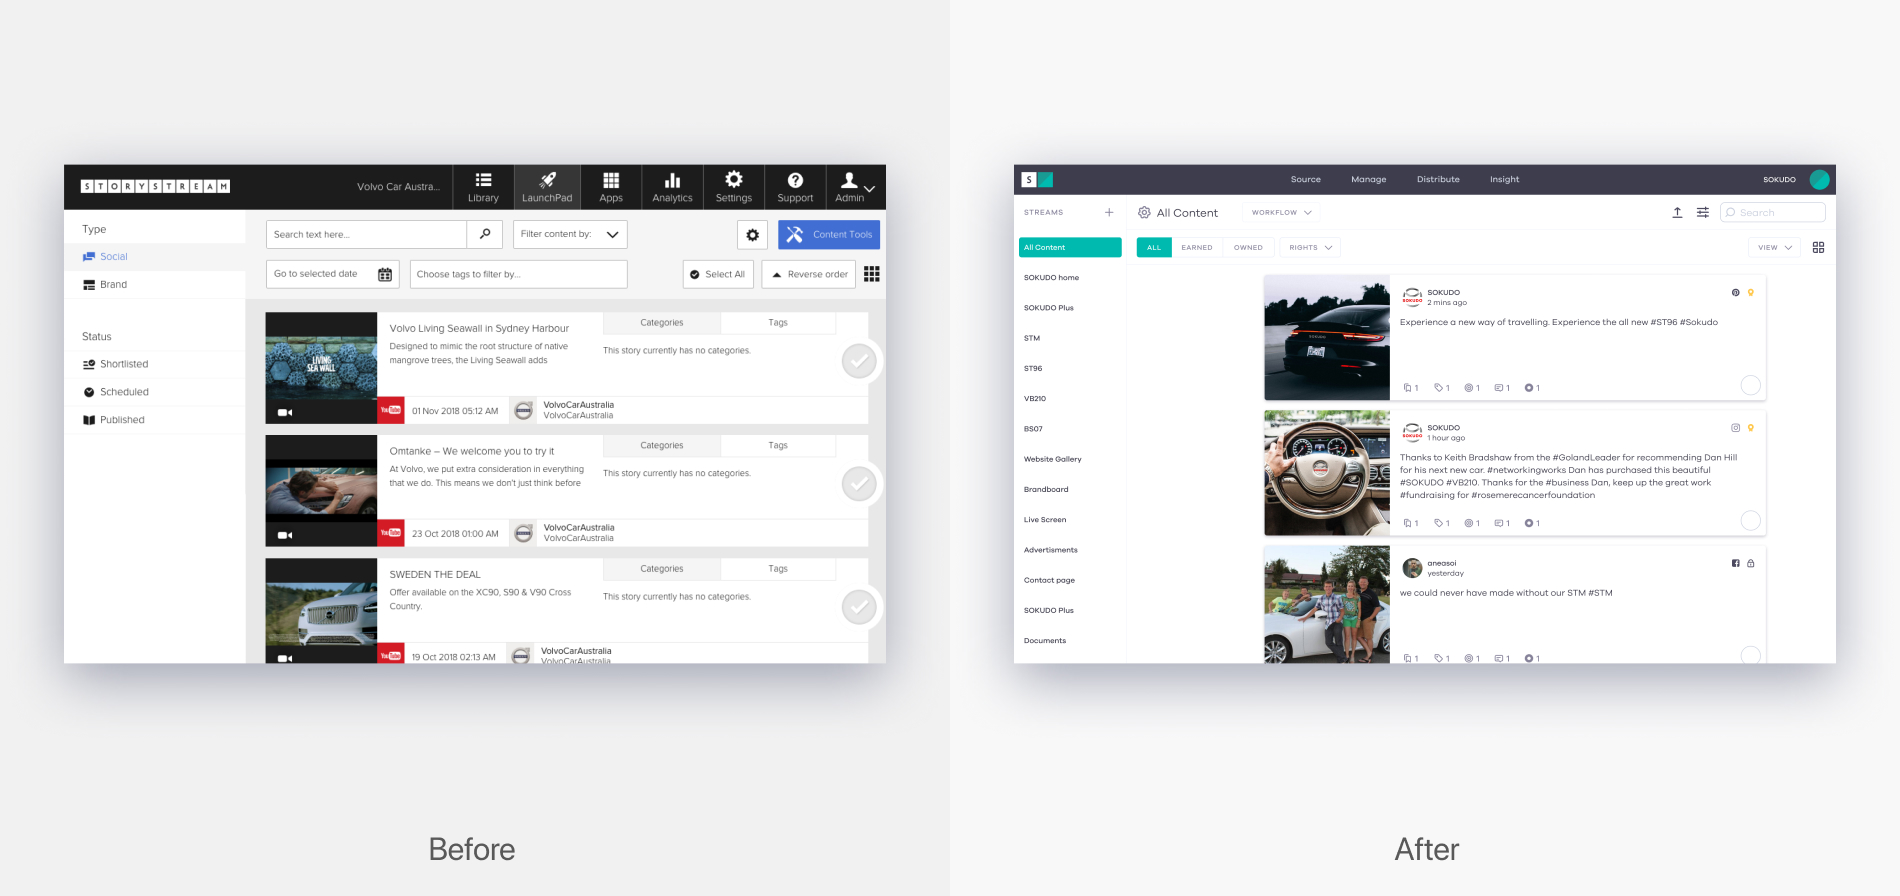 STORYSTREAM
Volvo Car Austra...
Library
LaunchPad
Apps
Analytics
Settings
Support
Admin
Type
Social
Brand
Status
Shortlisted
Scheduled
Published
Search text here...
Filter content by:
Content Tools
Go to selected date
Choose tags to filter by...
Select All
Reverse order
LIVING
SEA WALL
Volvo Living Seawall in Sydney Harbour
Designed to mimic the root structure of native
mangrove trees, the Living Seawall adds
Categories
Tags
This story currently has no categories.
YouTube
01 Nov 2018 05:12 AM
VolvoCarAustralia
VolvoCarAustralia
Omtanke – We welcome you to try it
At Volvo, we put extra consideration in everything
that we do. This means we don't just think before
Categories
Tags
This story currently has no categories.
YouTube
23 Oct 2018 01:00 AM
VolvoCarAustralia
VolvoCarAustralia
SWEDEN THE DEAL
Offer available on the XC90, S90 & V90 Cross
Country.
Categories
Tags
This story currently has no categories.
YouTube
19 Oct 2018 02:13 AM
VolvoCarAustralia
VolvoCarAustralia
Before
S
Source
Manage
Distribute
Insight
SOKUDO
STREAMS
All Content
WORKFLOW
Search
All Content
ALL
EARNED
OWNED
RIGHTS
VIEW
SOKUDO home
SOKUDO Plus
STM
ST96
VB210
BS07
Website Gallery
Brandboard
Live Screen
Advertisments
Contact page
SOKUDO Plus
Documents
SOKUDO
SOKUDO
2 mins ago
Experience a new way of travelling. Experience the all new #ST96 #Sokudo
1 1 1 1 1
SOKUDO
SOKUDO
1 hour ago
Thanks to Keith Bradshaw from the #GolandLeader for recommending Dan Hill
for his next new car. #networkingworks Dan has purchased this beautiful
#SOKUDO #VB210. Thanks for the #business Dan, keep up the great work
#fundraising for #rosemerecancerfoundation
1 1 1 1 1
aneasoi
yesterday
we could never have made without our STM #STM
1 1 1 1 1
After